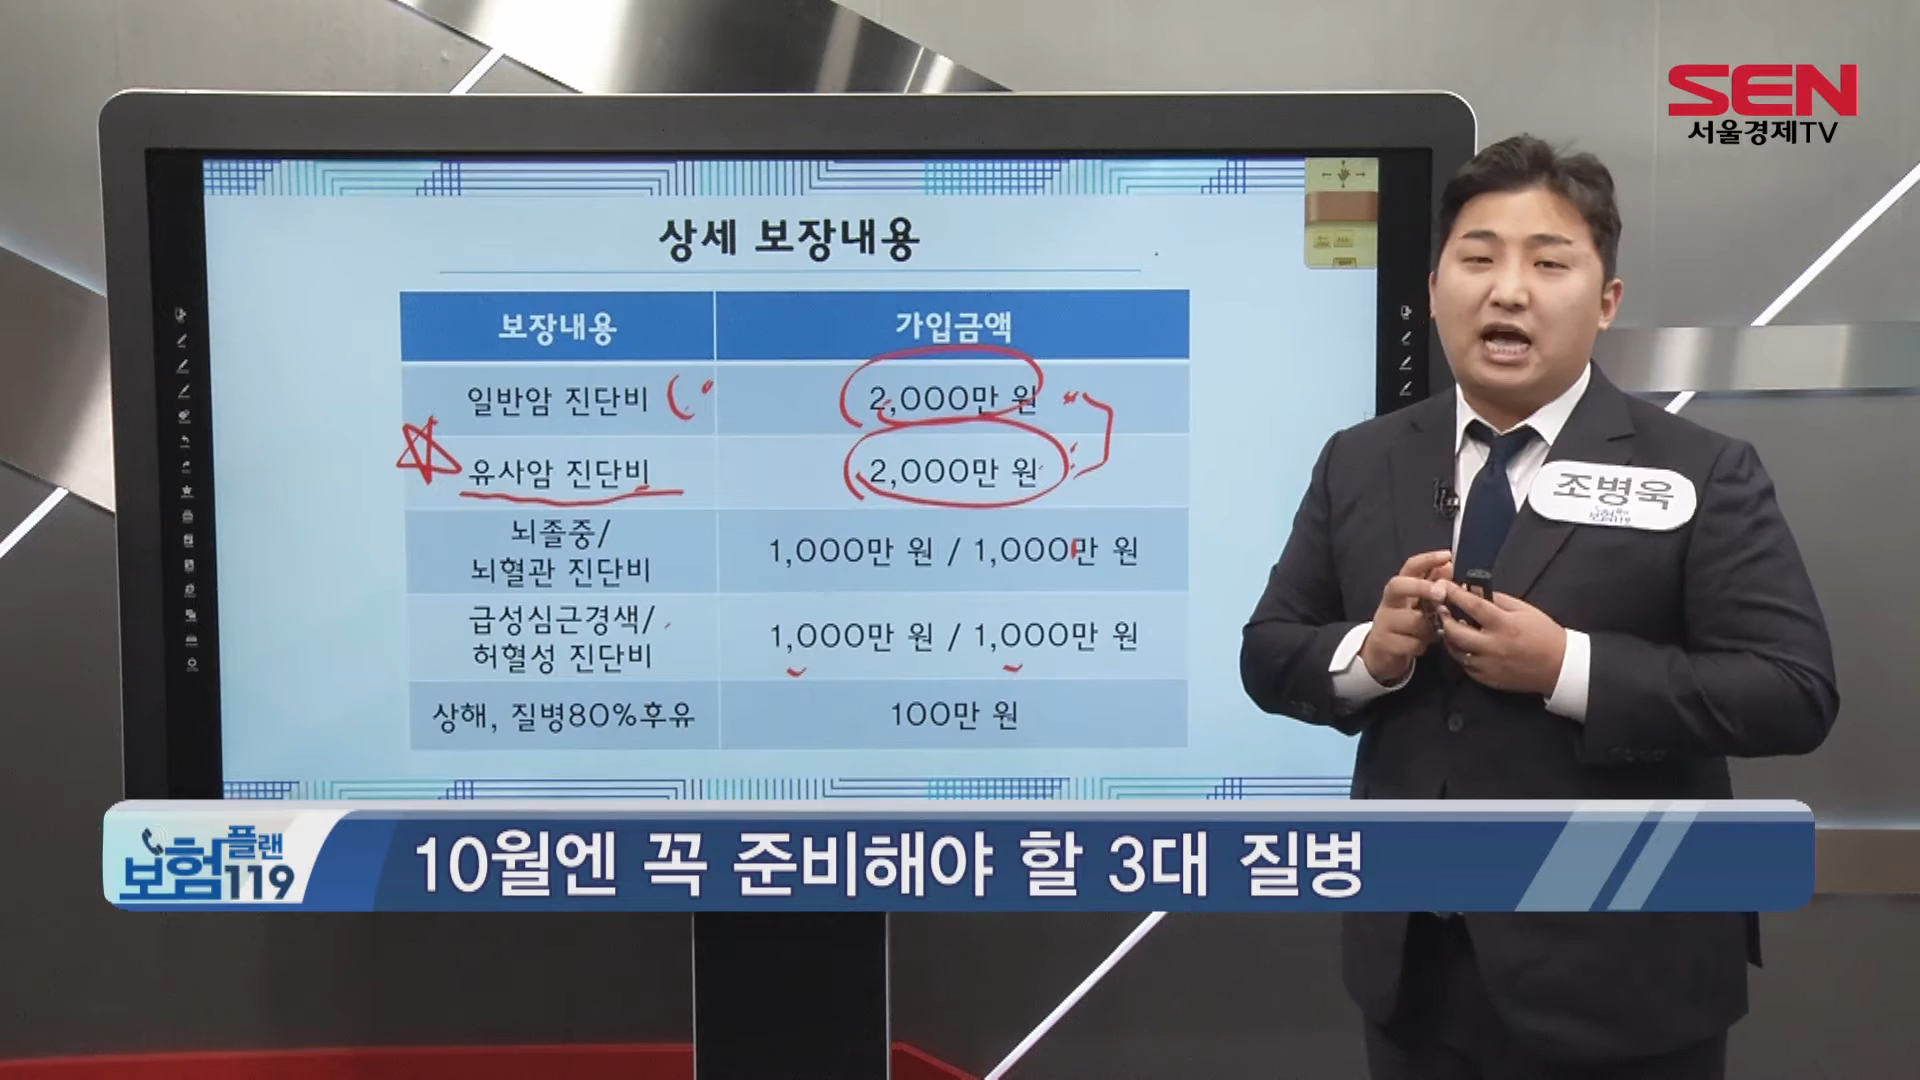 SEN
서울경제TV
상세 보장내용
보장내용 가입금액
일반암 진단비 2,000만 원
유사암 진단비 2,000만 원
뇌졸중/
뇌혈관 진단비
1,000만 원 / 1,000만 원
급성심근경색/
허혈성 진단비
1,000만 원 / 1,000만 원
상해, 질병80%후유 100만 원
조병욱
보험플랜119
10월엔 꼭 준비해야 할 3대 질병